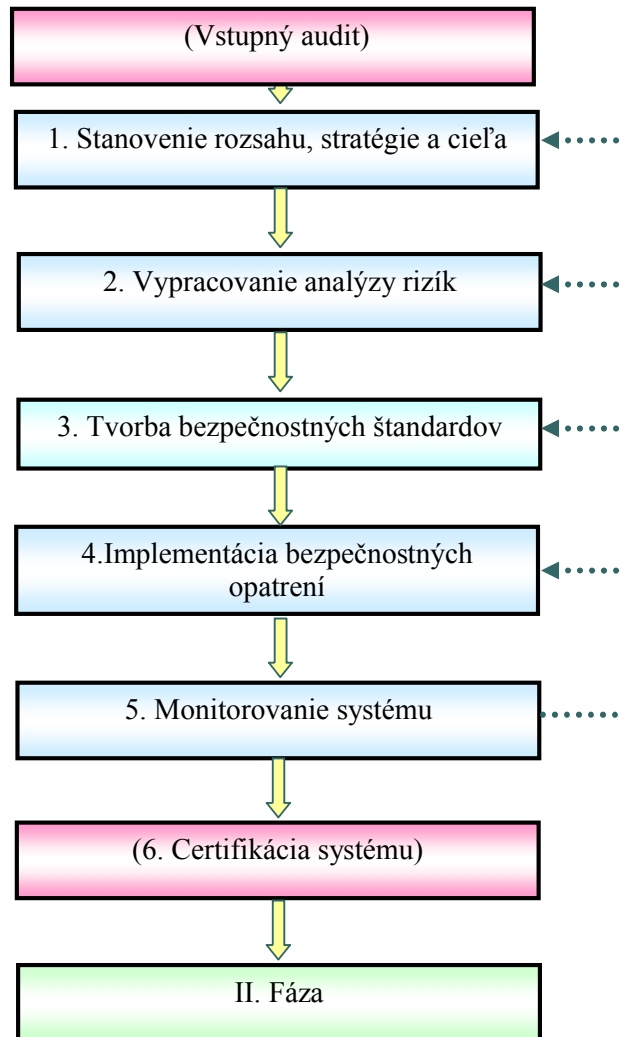 (Vstupný audit)
1. Stanovenie rozsahu, stratégie a cieľa
2. Vypracovanie analýzy rizík
3. Tvorba bezpečnostných štandardov
4.Implementácia bezpečnostných
opatrení
5. Monitorovanie systému
(6. Certifikácia systému)
II. Fáza